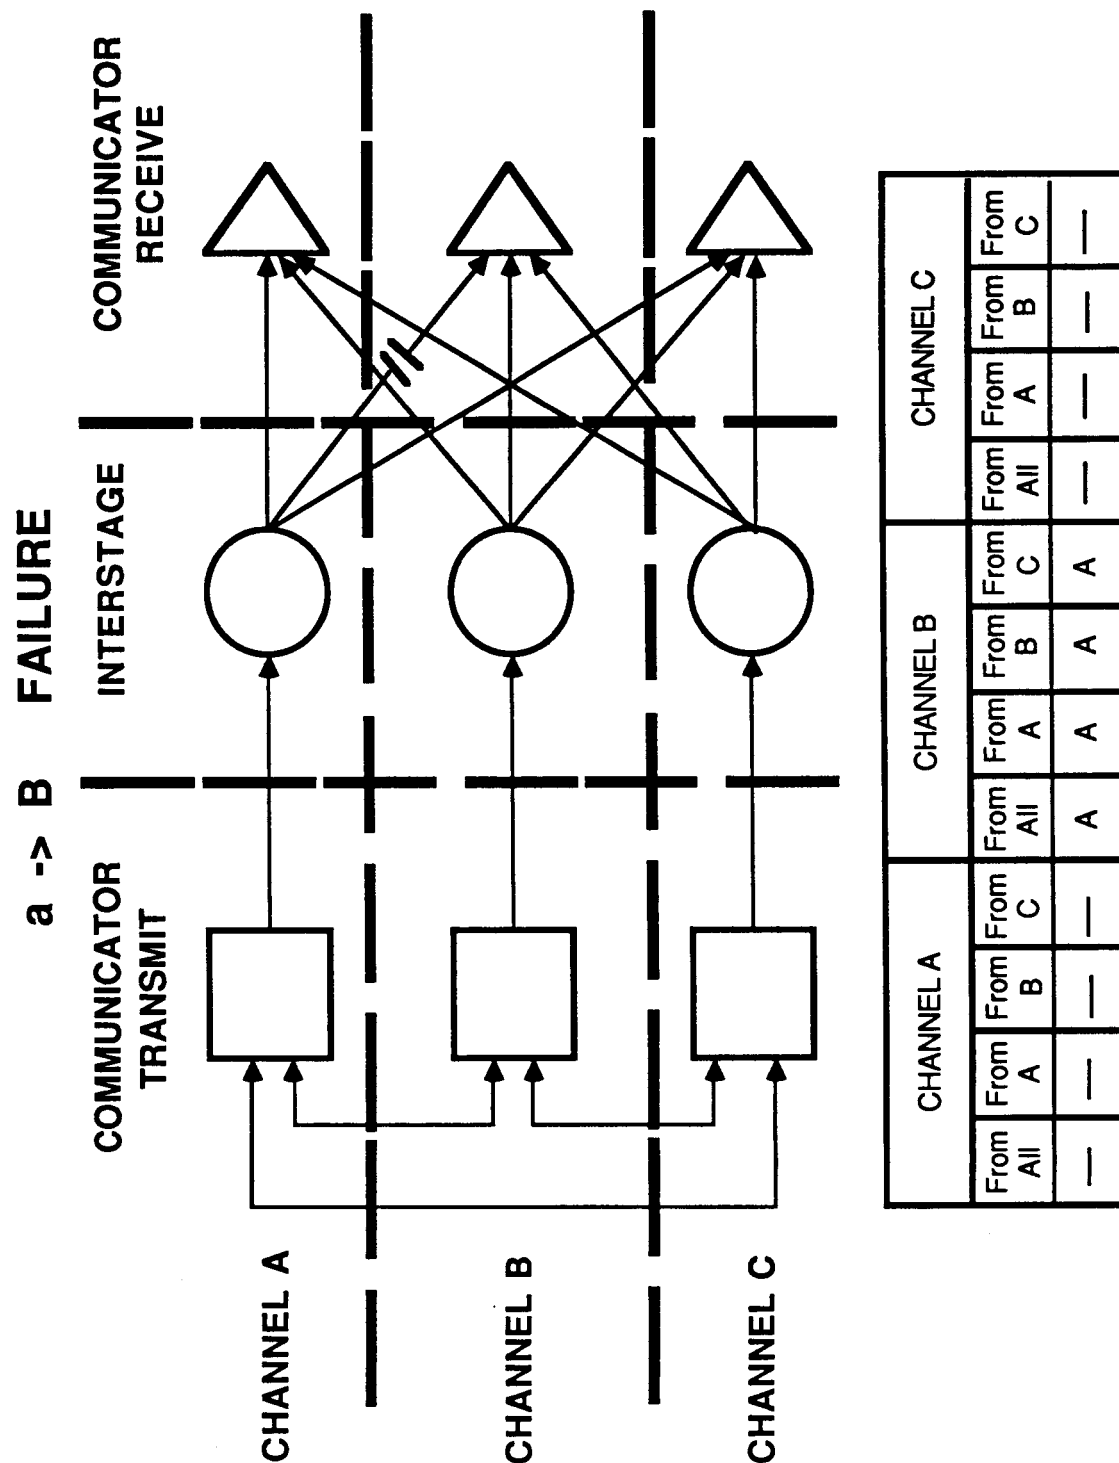 a -> B FAILURE
COMMUNICATOR
TRANSMIT
INTERSTAGE
COMMUNICATOR
RECEIVE
CHANNEL A
CHANNEL B
CHANNEL C
CHANNEL A CHANNEL B CHANNEL C
From All From A From B From C From All From A From B From C From All From A From B From C
— — — — A A A A — — — —